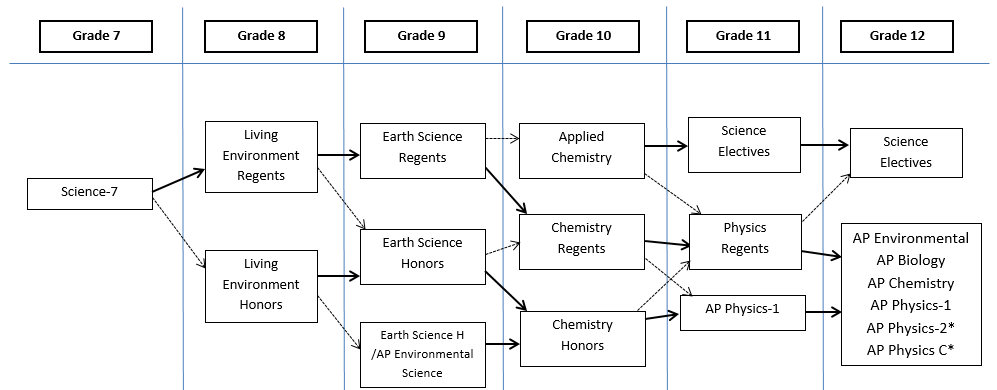 Grade 7
Grade 8
Grade 9
Grade 10
Grade 11
Grade 12
Science-7
Living
Environment
Regents
Living
Environment
Honors
Earth Science
Regents
Earth Science
Honors
Earth Science H
/AP Environmental
Science
Applied
Chemistry
Chemistry
Regents
Chemistry
Honors
Science
Electives
Physics
Regents
AP Physics-1
Science
Electives
AP Environmental
AP Biology
AP Chemistry
AP Physics-1
AP Physics-2*
AP Physics C*